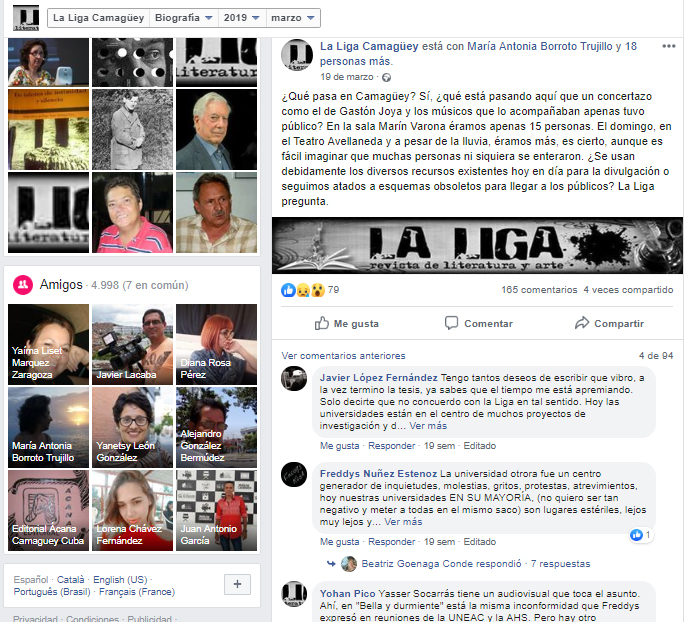 La Liga Camagüey
Biografía
2019
marzo
literatura
En idioma de intimidad
y silencio
literatur
Amigos · 4.998 (7 en común)
Yaíma Liset
Marquez
Zaragoza
Javier Lacaba
Diana Rosa
Pérez
María Antonia
Borroto Trujillo
Yanetsy León
González
Alejandro
González
Bermúdez
Editorial Ácana
Camaguey Cuba
Lorena Chávez
Fernández
Juan Antonio
García
Español · Català · English (US) ·
Português (Brasil) · Français (France)
Privacidad · Condiciones · Publicidad ·
La Liga Camagüey está con María Antonia Borroto Trujillo y 18
personas más.
19 de marzo ·
¿Qué pasa en Camagüey? Sí, ¿qué está pasando aquí que un concertazo
como el de Gastón Joya y los músicos que lo acompañaban apenas tuvo
público? En la sala Marín Varona éramos apenas 15 personas. El domingo, en
el Teatro Avellaneda y a pesar de la lluvia, éramos más, es cierto, aunque es
fácil imaginar que muchas personas ni siquiera se enteraron. ¿Se usan
debidamente los diversos recursos existentes hoy en día para la divulgación o
seguimos atados a esquemas obsoletos para llegar a los públicos? La Liga
pregunta.
LA LIGA
revista de literatura y arte
79
165 comentarios 4 veces compartido
Me gusta
Comentar
Compartir
Ver comentarios anteriores
4 de 94
Javier López Fernández Tengo tantos deseos de escribir que vibro, a
la vez termino la tesis, ya sabes que el tiempo me está apremiando.
Solo decirte que no concuerdo con la Liga en tal sentido. Hoy las
universidades están en el centro de muchos proyectos de
investigación y d... Ver más
Me gusta · Responder · 19 sem · Editado
Freddys Nuñez Estenoz La universidad otrora fue un centro
generador de inquietudes, molestias, gritos, protestas, atrevimientos,
hoy nuestras universidades EN SU MAYORÍA, (no quiero ser tan
negativo y meter a todas en el mismo saco) son lugares estériles, lejos
muy lejos y... Ver más
1
Me gusta · Responder · 19 sem · Editado
Beatriz Goenaga Conde respondió · 7 respuestas
Yohan Pico Yasser Socarrás tiene un audiovisual que toca el asunto.
Ahí, en "Bella y durmiente" está la misma inconformidad que Freddys
expresó en reuniones de la UNEAC y la AHS. Pero hay otro